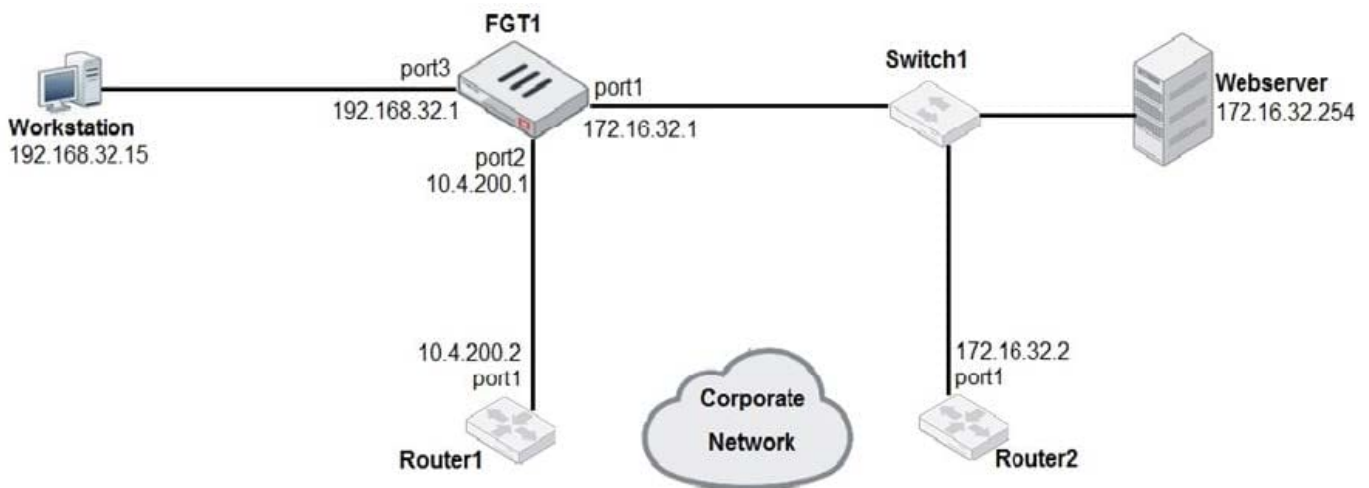 FGT1
port3
192.168.32.1
Workstation
192.168.32.15
port1
172.16.32.1
port2
10.4.200.1
Switch1
Webserver
172.16.32.254
10.4.200.2
port1
Router1
Corporate
Network
172.16.32.2
port1
Router2